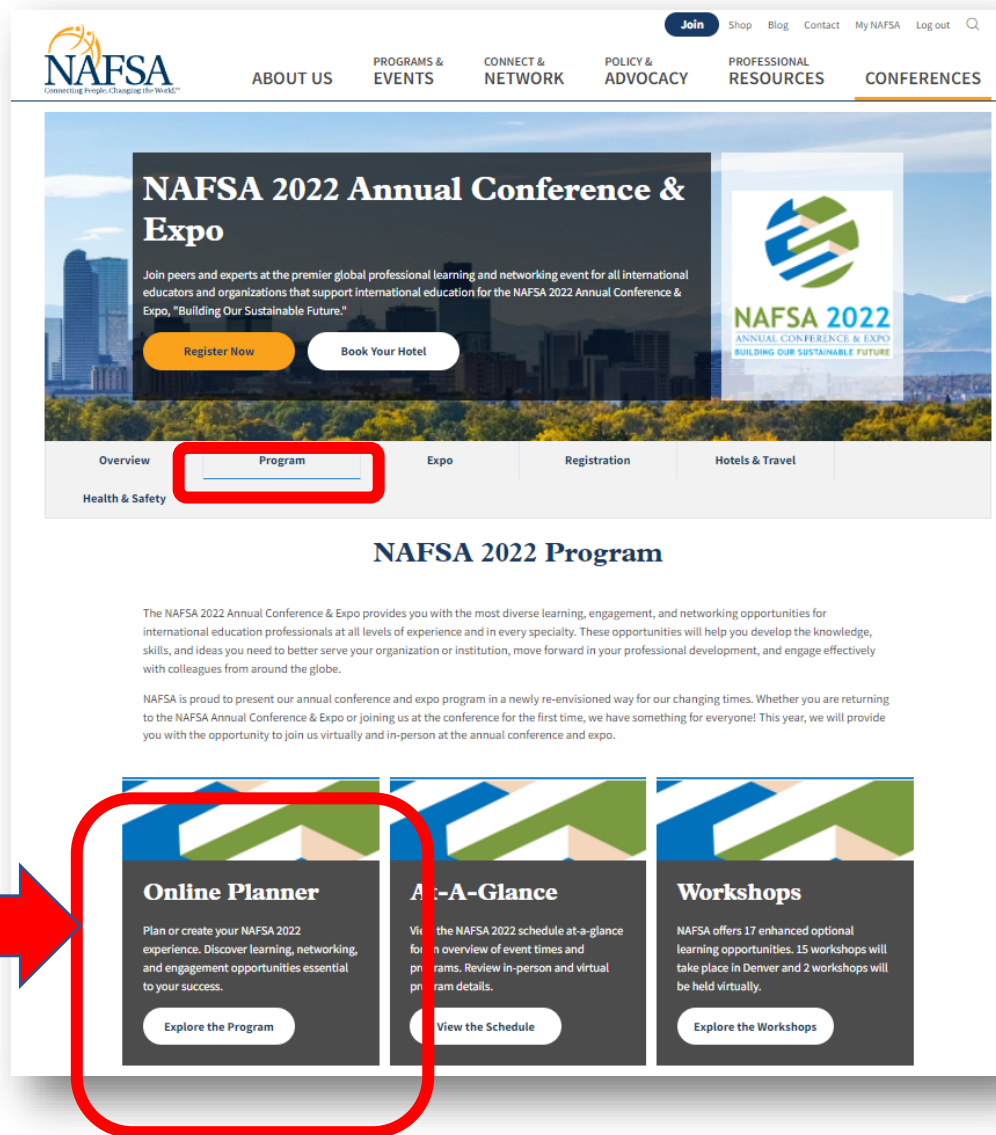 Join Shop Blog Contact My NAFSA Log out
NAFSA
Connecting People. Changing the World.™
ABOUT US
PROGRAMS &
EVENTS
CONNECT &
NETWORK
POLICY &
ADVOCACY
PROFESSIONAL
RESOURCES
CONFERENCES
NAFSA 2022 Annual Conference &
Expo
Join peers and experts at the premier global professional learning and networking event for all international
educators and organizations that support international education for the NAFSA 2022 Annual Conference &
Expo, "Building Our Sustainable Future."
Register Now
Book Your Hotel
NAFSA 2022
ANNUAL CONFERENCE & EXPO
BUILDING OUR SUSTAINABLE FUTURE
Overview Program Expo Registration Hotels & Travel
Health & Safety
NAFSA 2022 Program
The NAFSA 2022 Annual Conference & Expo provides you with the most diverse learning, engagement, and networking opportunities for
international education professionals at all levels of experience and in every specialty. These opportunities will help you develop the knowledge,
skills, and ideas you need to better serve your organization or institution, move forward in your professional development, and engage effectively
with colleagues from around the globe.
NAFSA is proud to present our annual conference and expo program in a newly re-envisioned way for our changing times. Whether you are returning
to the NAFSA Annual Conference & Expo or joining us at the conference for the first time, we have something for everyone! This year, we will provide
you with the opportunity to join us virtually and in-person at the annual conference and expo.
Online Planner
Plan or create your NAFSA 2022
experience. Discover learning, networking,
and engagement opportunities essential
to your success.
Explore the Program
At-A-Glance
View the NAFSA 2022 schedule at-a-glance
for an overview of event times and
programs. Review in-person and virtual
program details.
View the Schedule
Workshops
NAFSA offers 17 enhanced optional
learning opportunities. 15 workshops will
take place in Denver and 2 workshops will
be held virtually.
Explore the Workshops